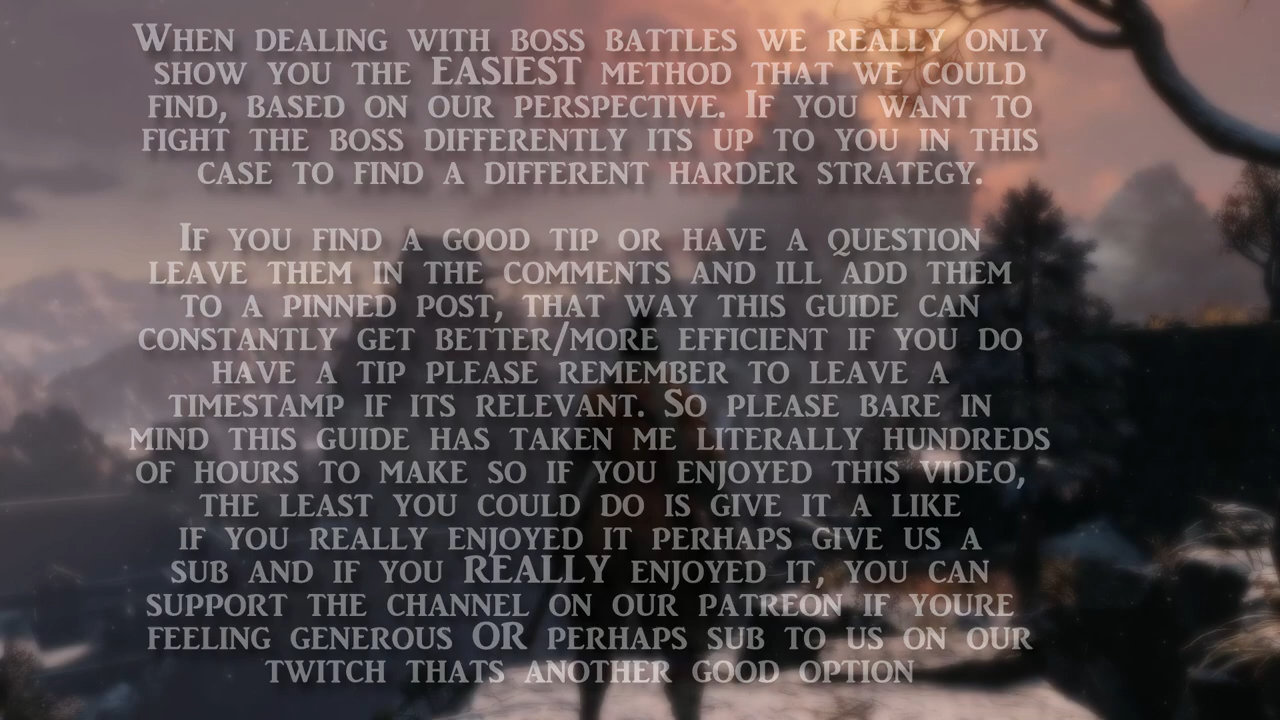 When dealing with boss battles we really only
show you the EASIEST method that we could
find, based on our perspective. If you want to
fight the boss differently its up to you in this
case to find a different harder strategy.
If you find a good tip or have a question
leave them in the comments and ill add them
to a pinned post, that way this guide can
constantly get better/more efficient if you do
have a tip please remember to leave a
timestamp if its relevant. So please bare in
mind this guide has taken me literally hundreds
of hours to make so if you enjoyed this video,
the least you could do is give it a like
if you really enjoyed it perhaps give us a
sub and if you REALLY enjoyed it, you can
support the channel on our patreon if youre
feeling generous OR perhaps sub to us on our
twitch thats another good option